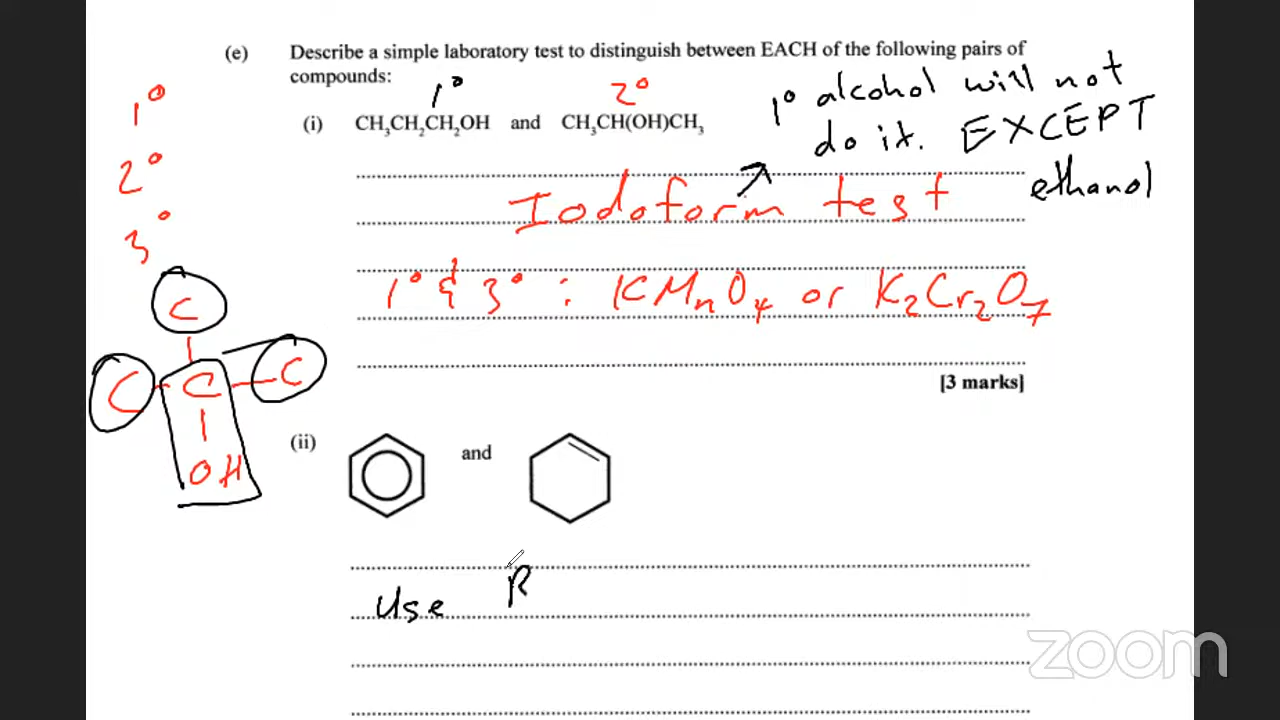 (e) Describe a simple laboratory test to distinguish between EACH of the following pairs of
compounds:
1° 2°
(i) CH₃CH₂CH₂OH and CH₃CH(OH)CH₃
1° alcohol will not
do it. EXCEPT
ethanol
Iodoform test
1° & 3° : KMnO₄ or K₂Cr₂O₇
[3 marks]
1°
2°
3°
C
C C C
OH
(ii) and
Use B
zoom